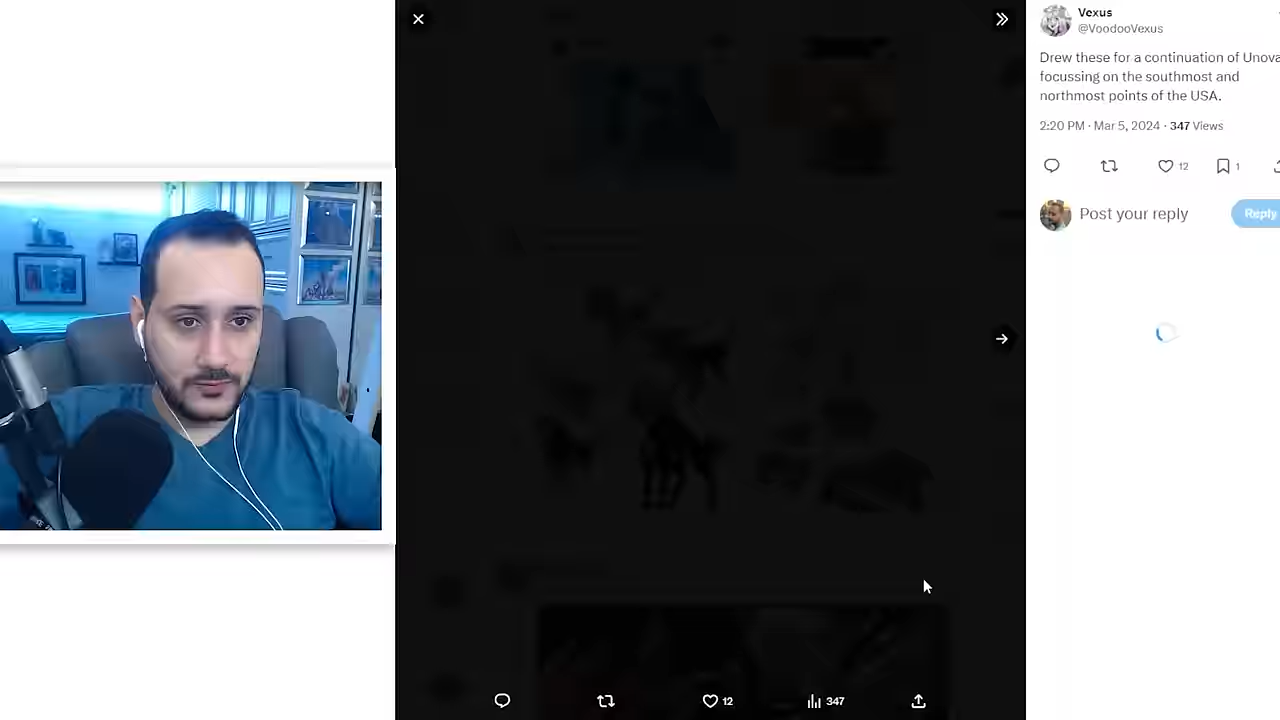 Vexus
@VoodooVexus
Drew these for a continuation of Unova
focussing on the southmost and
northmost points of the USA.
2:20 PM · Mar 5, 2024 · 347 Views
12
1
Post your reply
Reply
12
347